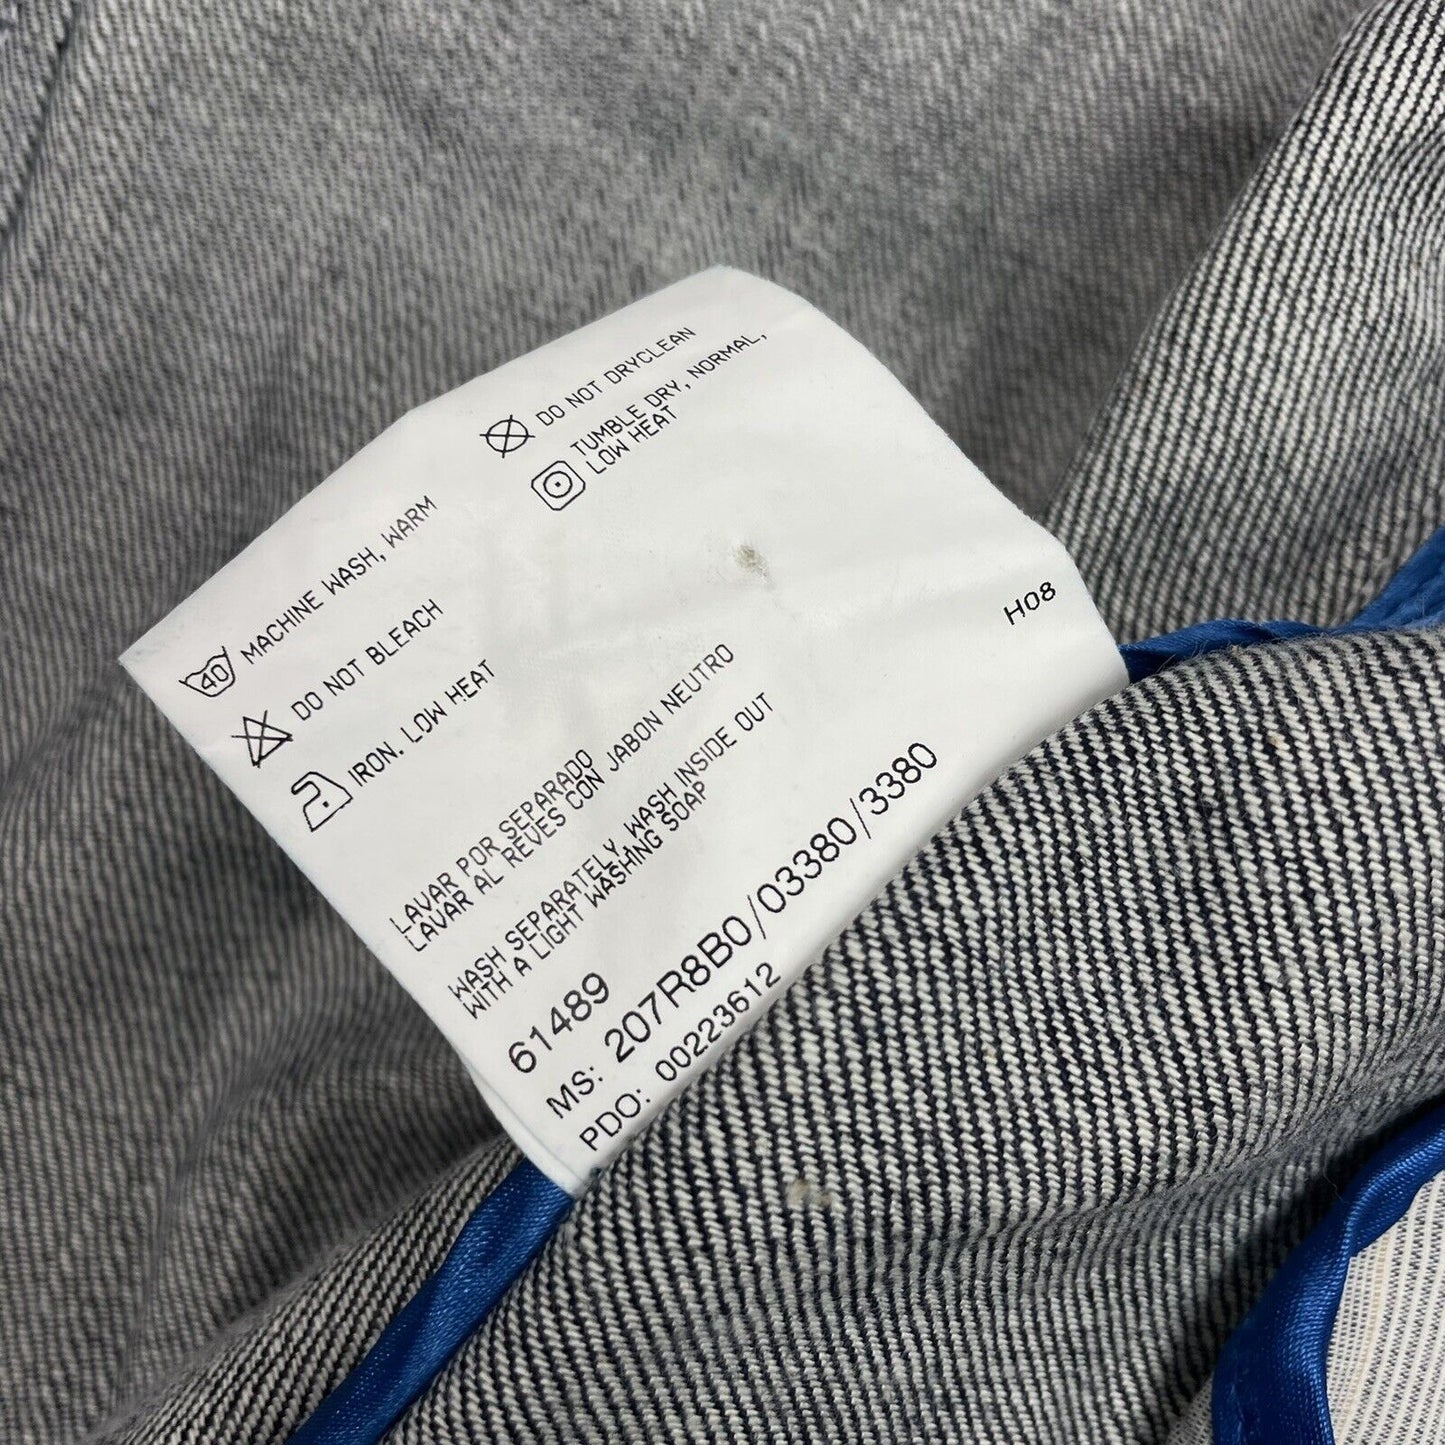 DO NOT DRYCLEAN
TUMBLE DRY, NORMAL,
LOW HEAT
40 MACHINE WASH, WARM
DO NOT BLEACH
IRON. LOW HEAT
H08
LAVAR POR SEPARADO
LAVAR AL REVES CON JABON NEUTRO
WASH SEPARATELY, WASH INSIDE OUT
WITH A LIGHT WASHING SOAP
61489
MS: 207R8B0/03380/3380
PDO: 00223612